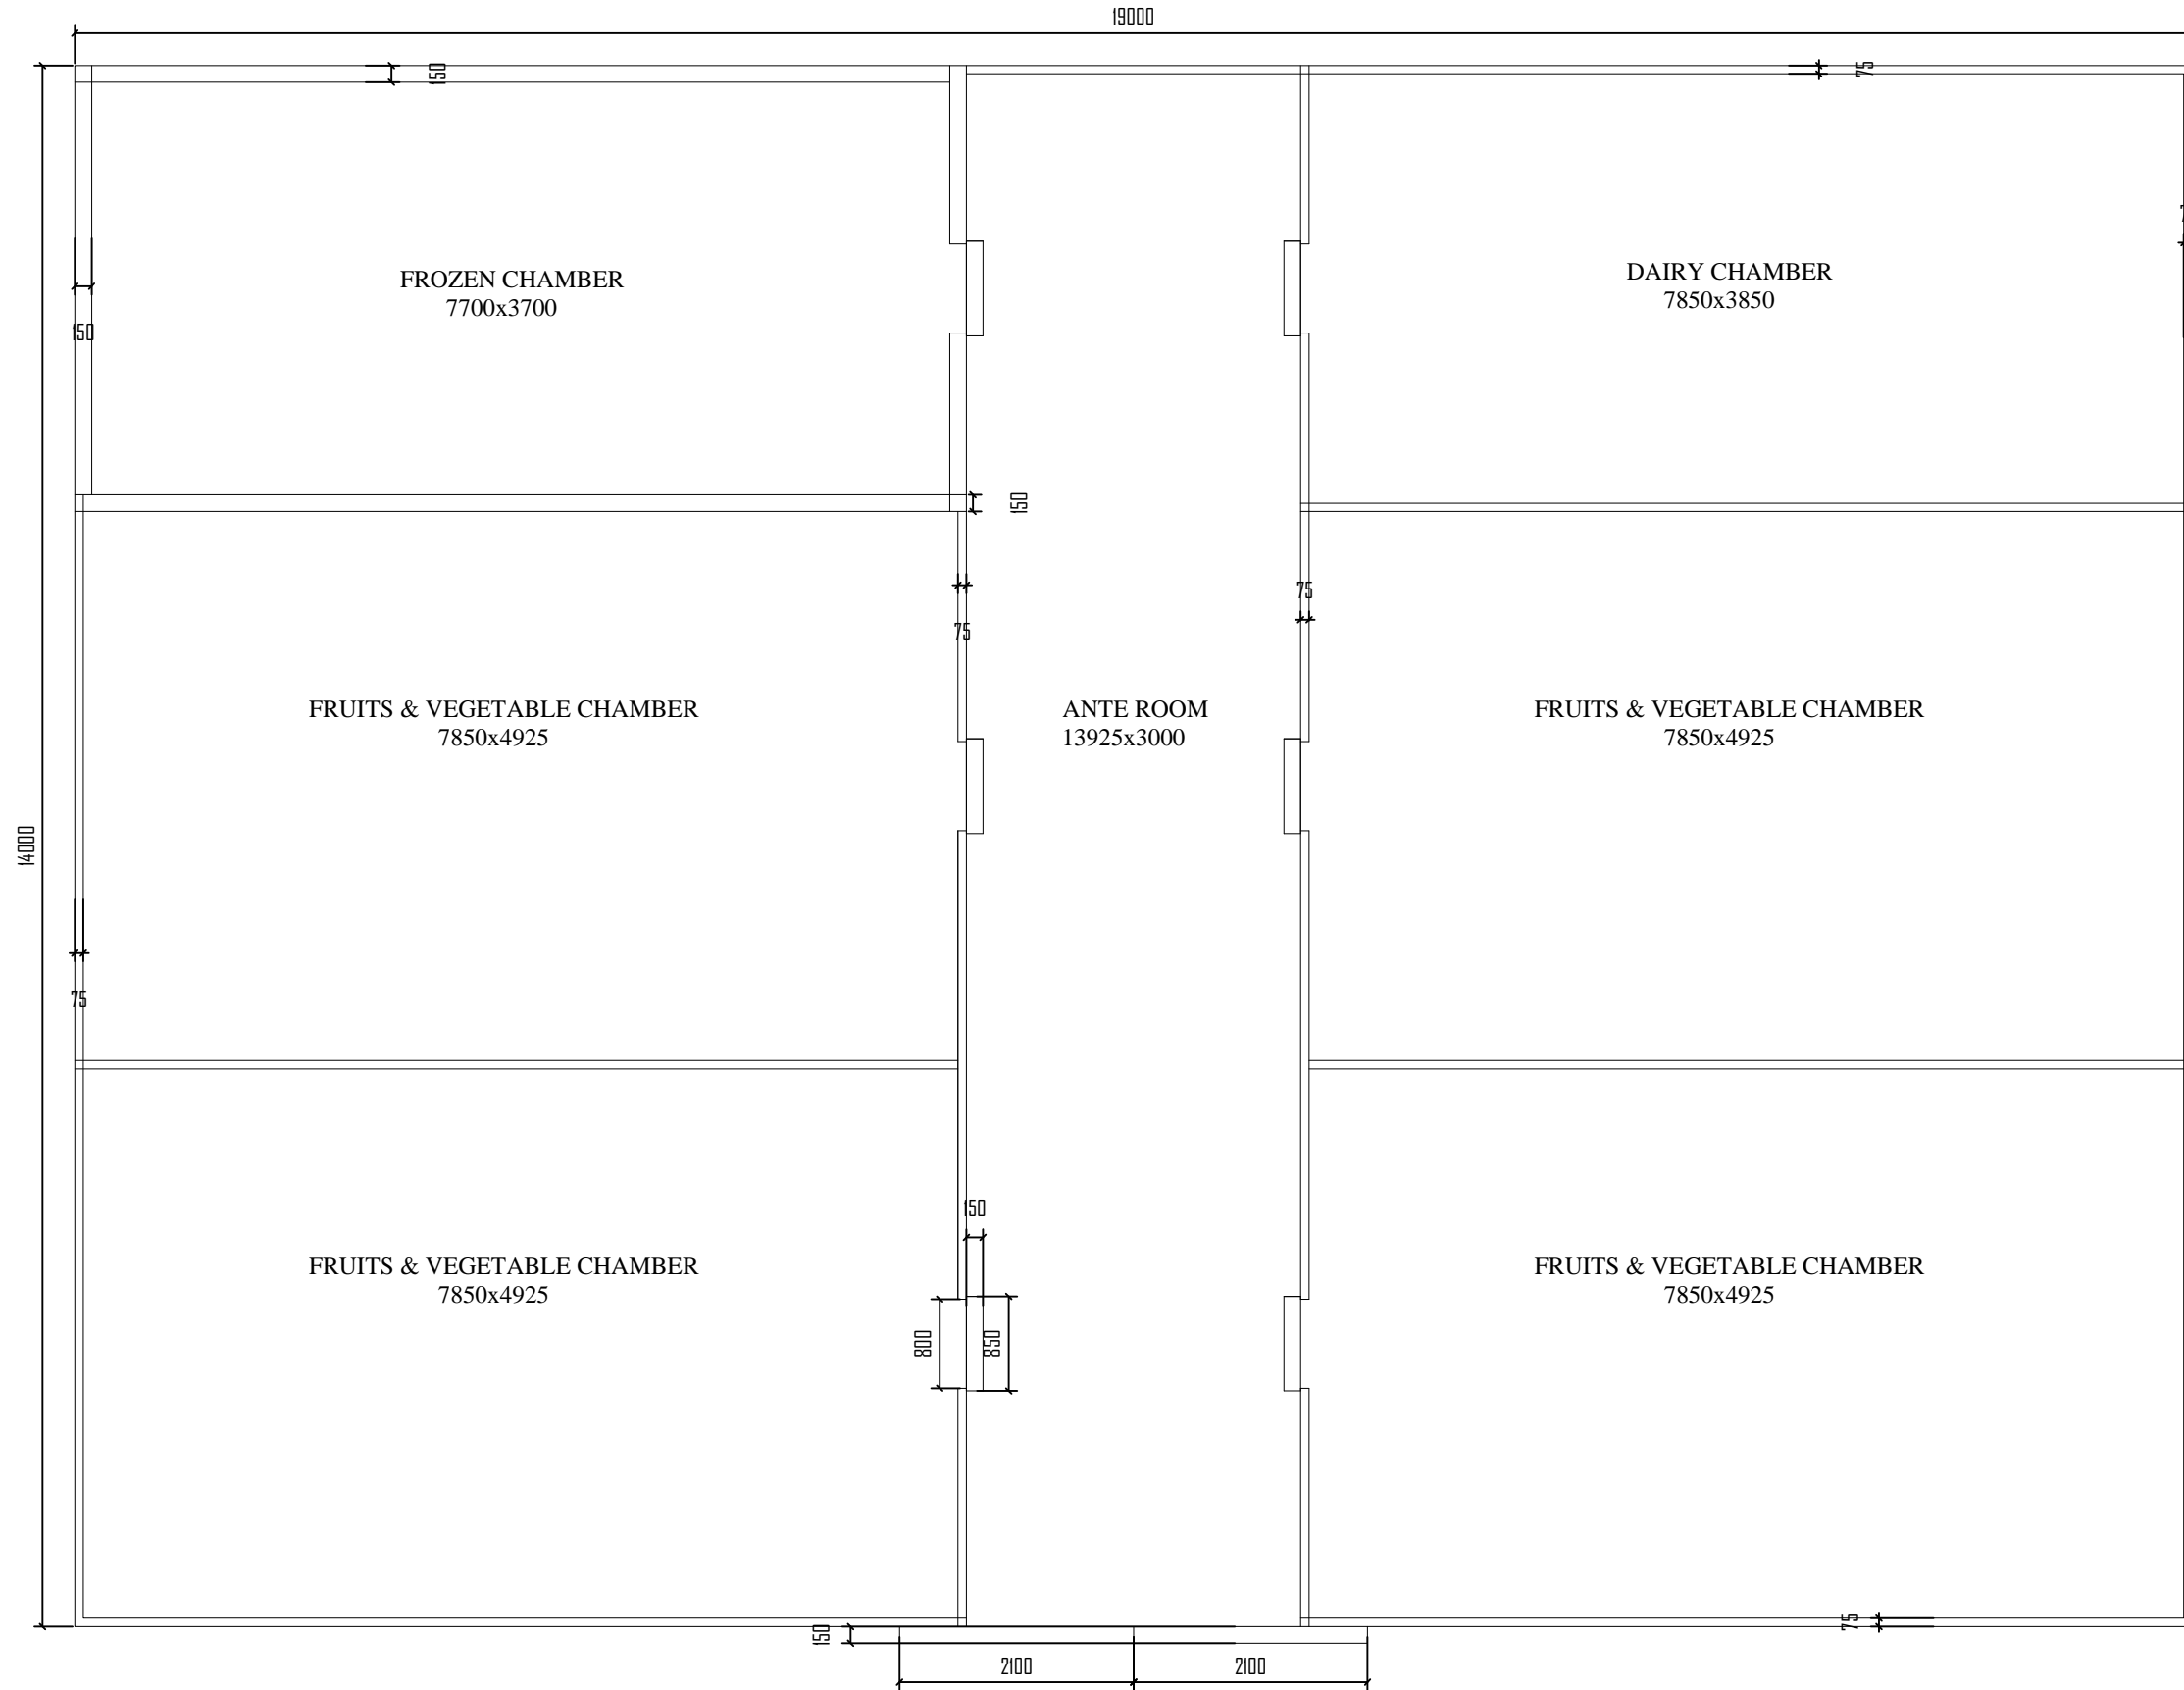 19000
150
75
FROZEN CHAMBER
7700x3700
DAIRY CHAMBER
7850x3850
150
150
75
75
FRUITS & VEGETABLE CHAMBER
7850x4925
ANTE ROOM
13925x3000
FRUITS & VEGETABLE CHAMBER
7850x4925
14000
75
150
FRUITS & VEGETABLE CHAMBER
7850x4925
FRUITS & VEGETABLE CHAMBER
7850x4925
800
850
150
75
2100
2100